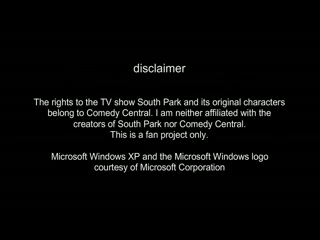 disclaimer
The rights to the TV show South Park and its original characters
belong to Comedy Central. I am neither affiliated with the
creators of South Park nor Comedy Central.
This is a fan project only.
Microsoft Windows XP and the Microsoft Windows logo
courtesy of Microsoft Corporation